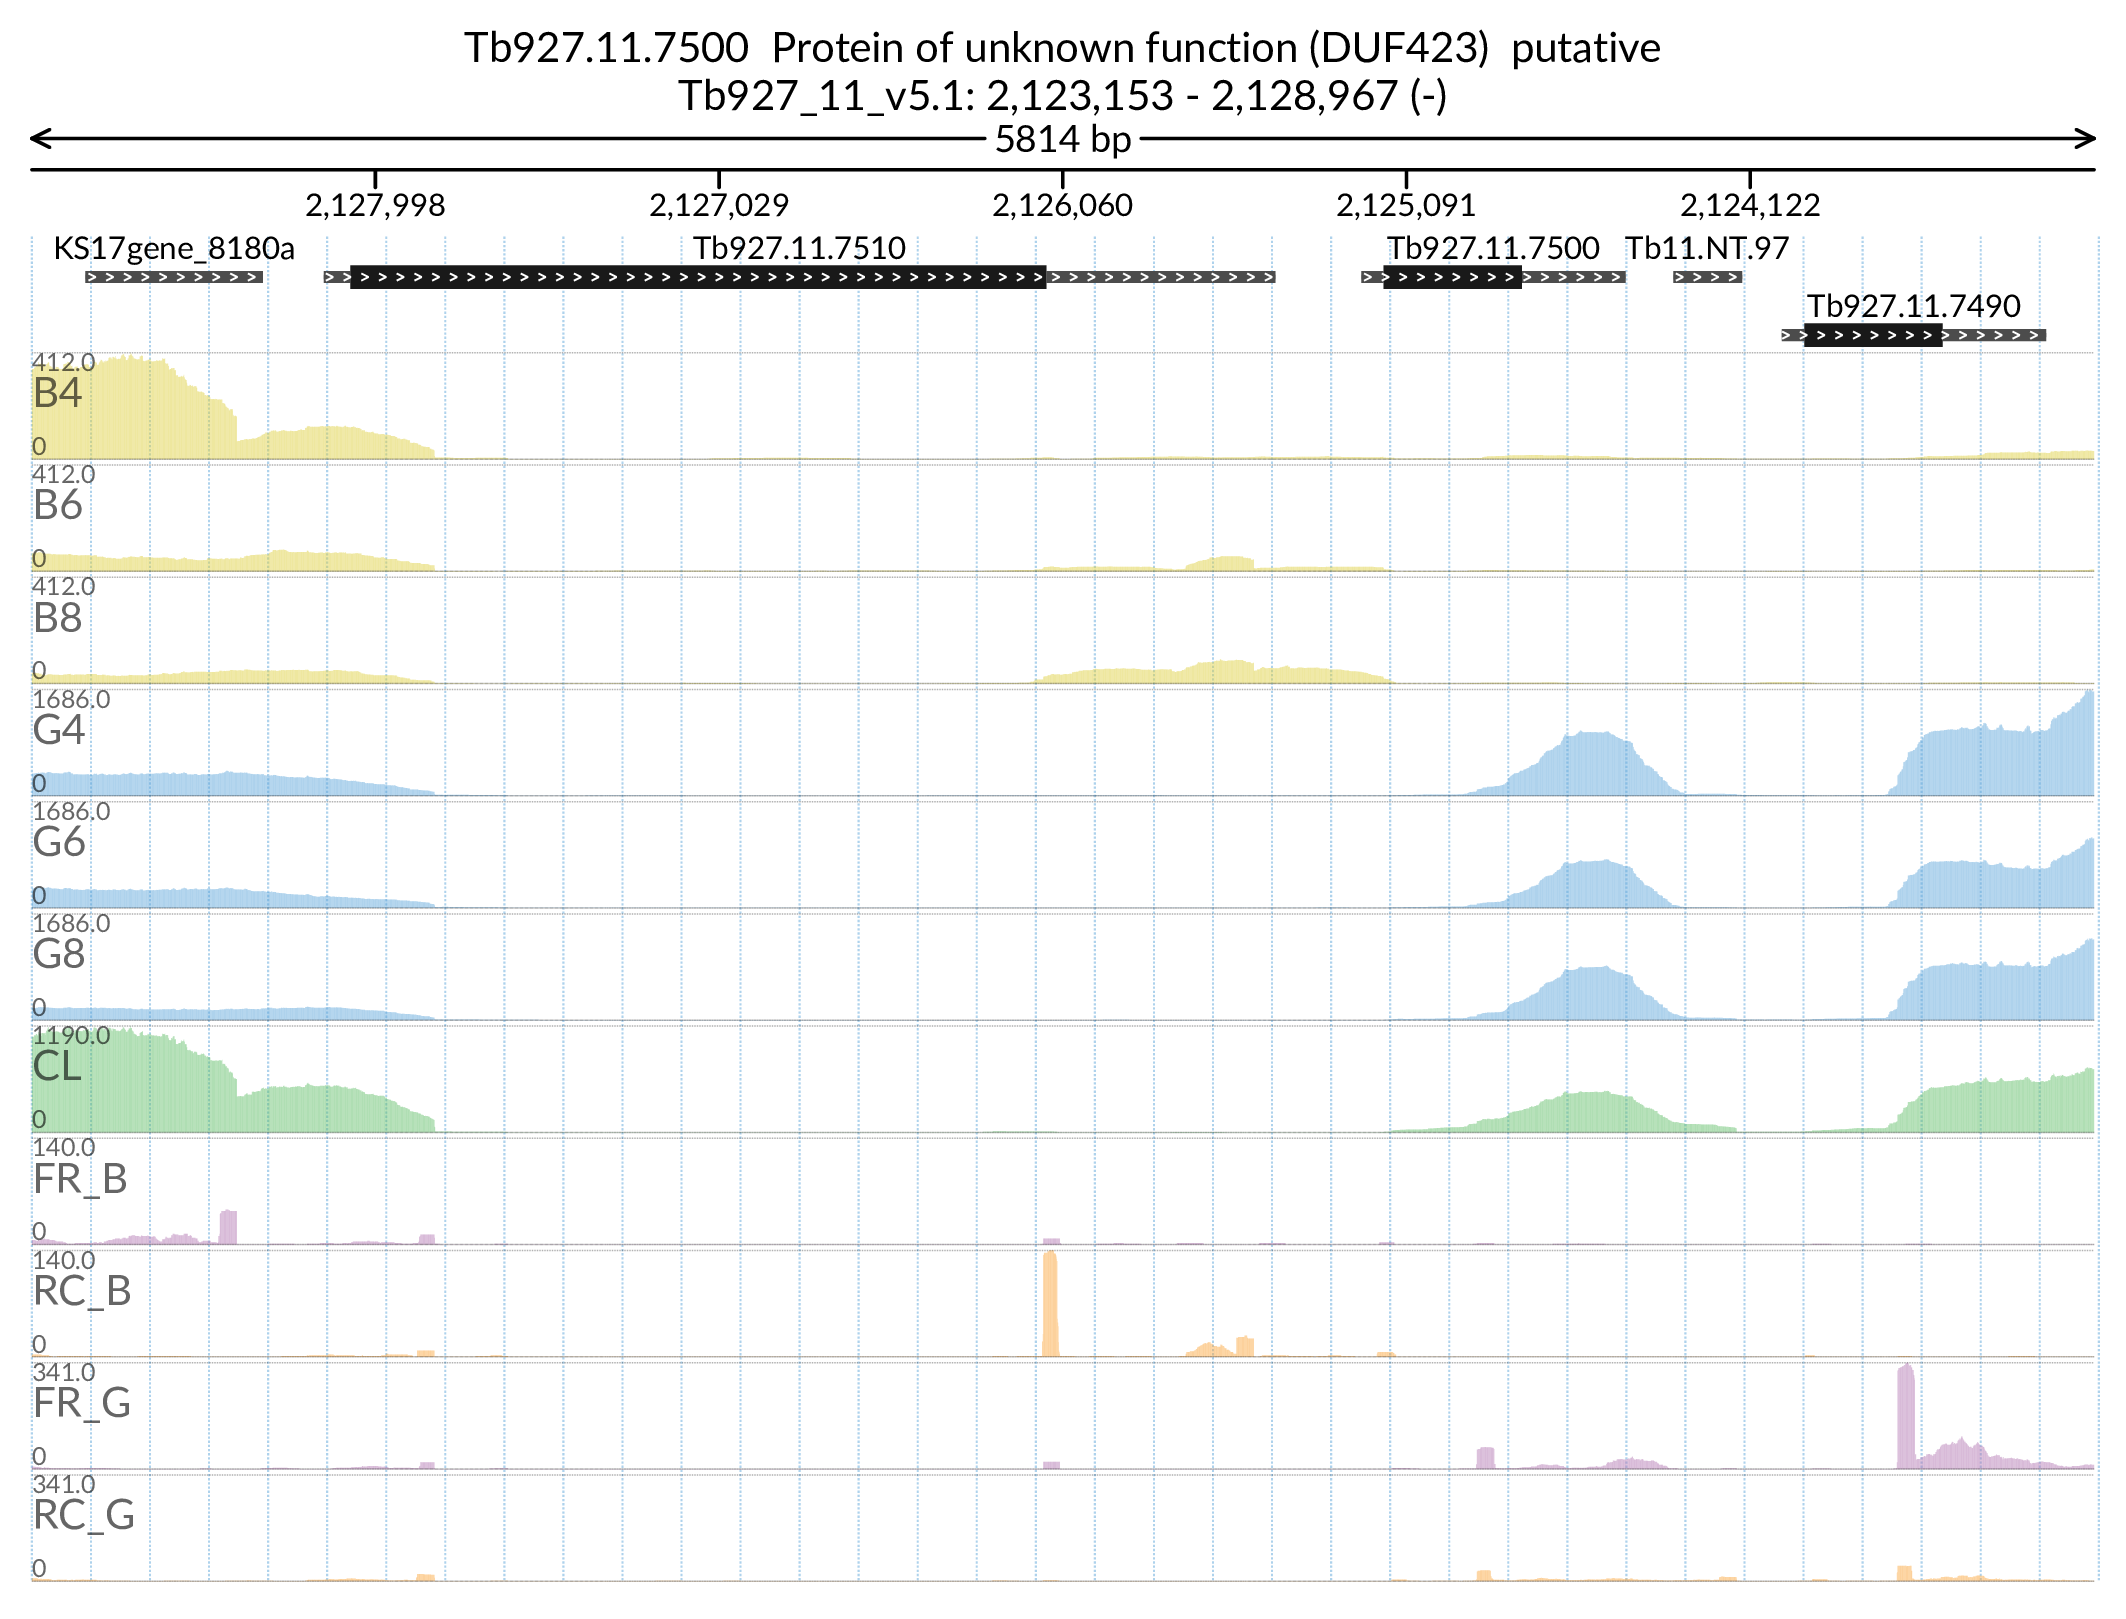 Tb927.11.7500  Protein of unknown function (DUF423)  putative
Tb927_11_v5.1: 2,123,153 - 2,128,967 (-)
5814 bp
2,127,998 2,127,029 2,126,060 2,125,091 2,124,122
KS17gene_8180a Tb927.11.7510 Tb927.11.7500 Tb11.NT.97
Tb927.11.7490
412.0
B4
0
412.0
B6
0
412.0
B8
0
1686.0
G4
0
1686.0
G6
0
1686.0
G8
0
1190.0
CL
0
140.0
FR_B
0
140.0
RC_B
0
341.0
FR_G
0
341.0
RC_G
0